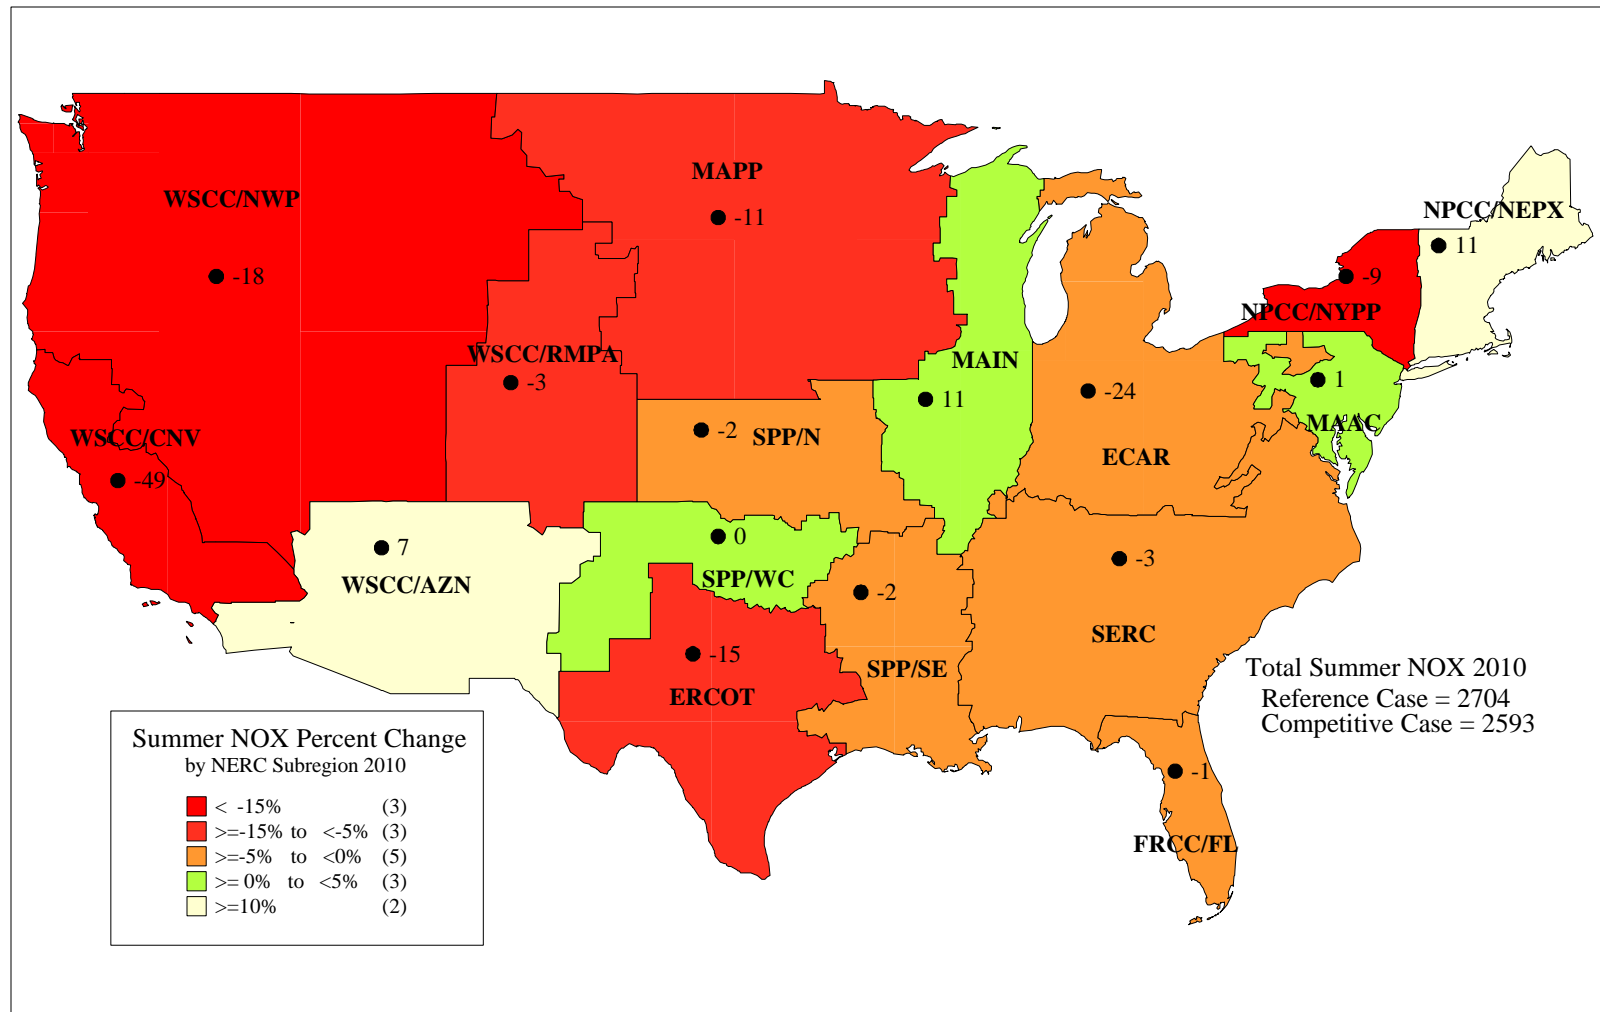 MAPP
-11
WSCC/NWP
-18
NPCC/NEPX
11
-9
NPCC/NYPP
WSCC/RMPA
-3
MAIN
11
-24
1
MAAC
WSCC/CNV
-49
-2
SPP/N
ECAR
7
WSCC/AZN
0
SPP/WC
-2
-3
SERC
-15
ERCOT
SPP/SE
-1
FRCC/FL
Total Summer NOX 2010
Reference Case = 2704
Competitive Case = 2593
Summer NOX Percent Change
by NERC Subregion 2010
< -15% (3)
>=-15% to <-5% (3)
>=-5% to <0% (5)
>= 0% to <5% (3)
>=10% (2)